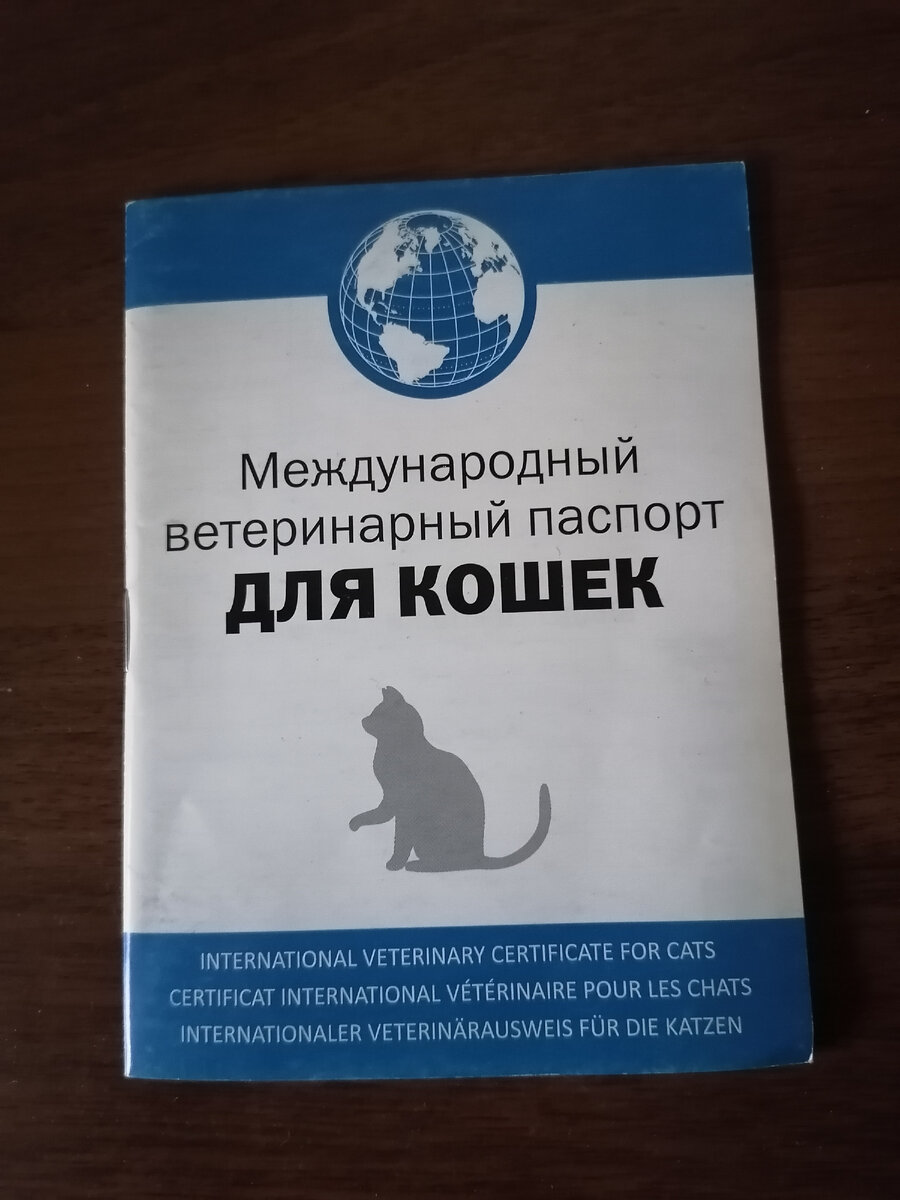 Международный
ветеринарный паспорт
ДЛЯ КОШЕК
INTERNATIONAL VETERINARY CERTIFICATE FOR CATS
CERTIFICAT INTERNATIONAL VÉTÉRINAIRE POUR LES CHATS
INTERNATIONALER VETERINÄRAUSWEIS FÜR DIE KATZEN